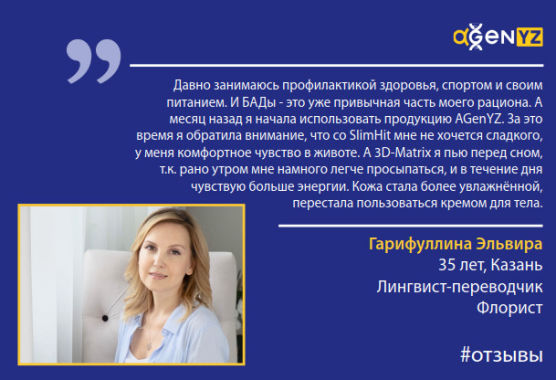 aGenYZ
Давно занимаюсь профилактикой здоровья, спортом и своим
питанием. И БАДы - это уже привычная часть моего рациона. А
месяц назад я начала использовать продукцию AGenYZ. За это
время я обратила внимание, что со SlimHit мне не хочется сладкого,
у меня комфортное чувство в животе. А 3D-Matrix я пью перед сном,
т.к. рано утром мне намного легче просыпаться, и в течение дня
чувствую больше энергии. Кожа стала более увлажнённой,
перестала пользоваться кремом для тела.
Гарифуллина Эльвира
35 лет, Казань
Лингвист-переводчик
Флорист
#отзывы